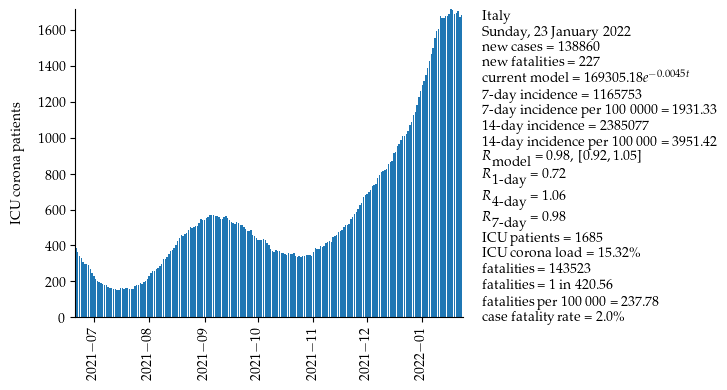 1600
1400
1200
1000
800
600
400
200
0
ICU corona patients
2021−07
2021−08
2021−09
2021−10
2021−11
2021−12
2022−01
Italy
Sunday, 23 January 2022
new cases = 138860
new fatalities = 227
current model = 169305.18e^{−0.0045t}
7-day incidence = 1165753
7-day incidence per 100 0000 = 1931.33
14-day incidence = 2385077
14-day incidence per 100 000 = 3951.42
R_model = 0.98, [0.92, 1.05]
R_1-day = 0.72
R_4-day = 1.06
R_7-day = 0.98
ICU patients = 1685
ICU corona load = 15.32%
fatalities = 143523
fatalities = 1 in 420.56
fatalities per 100 000 = 237.78
case fatality rate = 2.0%